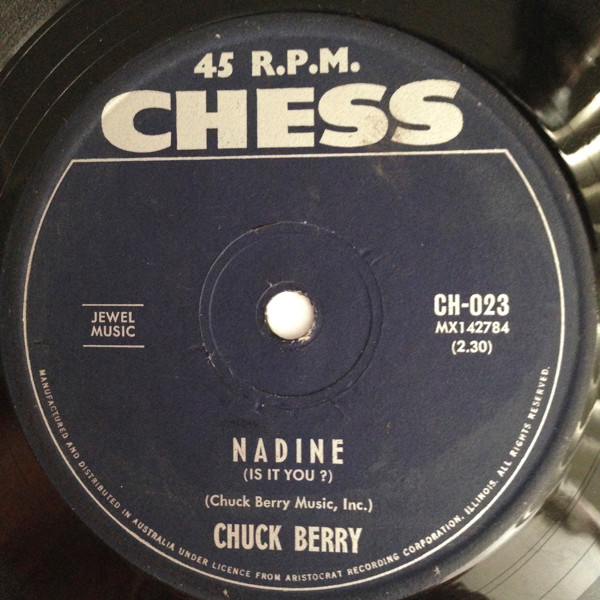 45 R.P.M.
CHESS
JEWEL
MUSIC
CH-023
MX142784
(2.30)
NADINE
(IS IT YOU ?)
(Chuck Berry Music, Inc.)
CHUCK BERRY
MANUFACTURED AND DISTRIBUTED IN AUSTRALIA UNDER LICENCE FROM ARISTOCRAT RECORDING CORPORATION, ILLINOIS. ALL RIGHTS RESERVED.